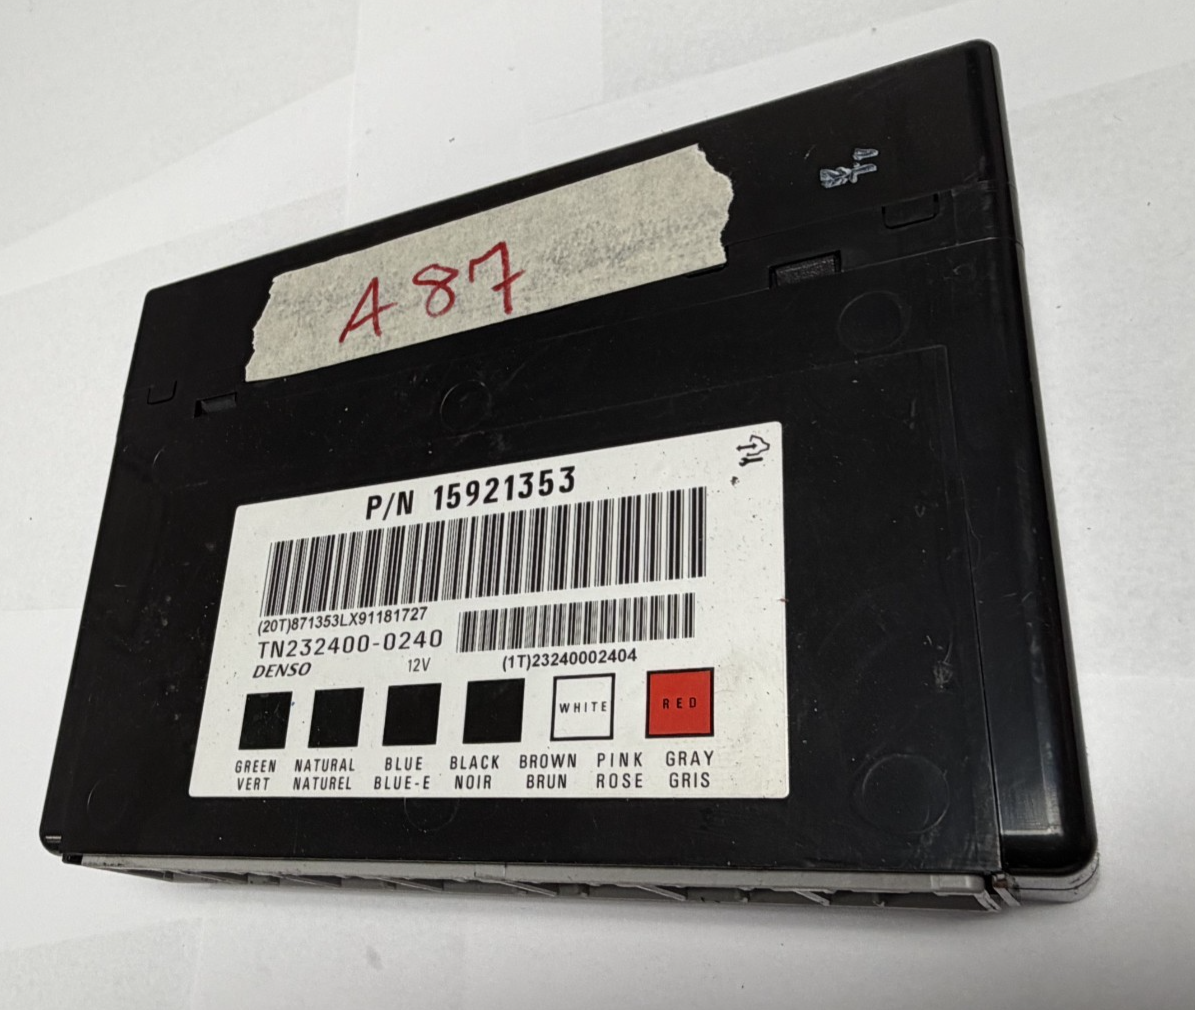 A87
P/N 15921353
(20T)871353LX91181727
TN232400-0240
DENSO 12V
(1T)23240002404
WHITE RED
GREEN NATURAL BLUE BLACK BROWN PINK GRAY
VERT NATUREL BLUE-E NOIR BRUN ROSE GRIS